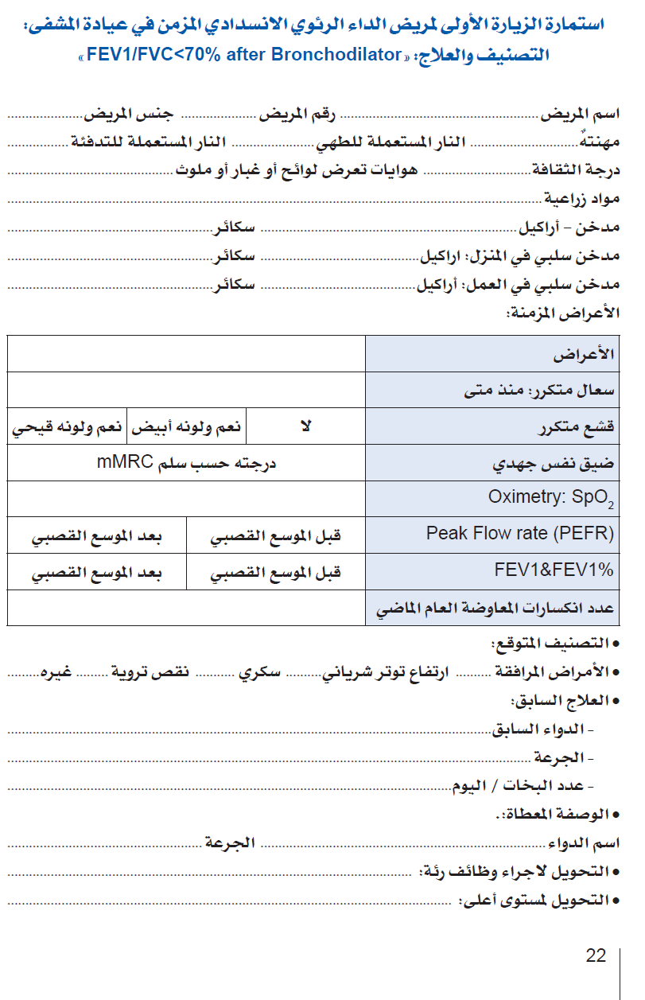 استمارة الزيارة الأولى لمريض الداء الرئوي الانسدادي المزمن في عيادة المشفى:
التصنيف والعلاج: «FEV1/FVC<70% after Bronchodilator»
اسم المريض ........................ رقم المريض ........................ جنس المريض ........................
مهنتهٌ ........................ النار المستعملة للطهي ........................ النار المستعملة للتدفئة ........................
درجة الثقافة ........................ هوايات تعرض لوائح أو غبار أو ملوث ........................
مواد زراعية ........................
مدخن - أراكيل ........................ سكائر ........................
مدخن سلبي في المنزل: اراكيل ........................ سكائر ........................
مدخن سلبي في العمل: أراكيل ........................ سكائر ........................
الأعراض المزمنة:
الأعراض
سعال متكرر: منذ متى
قشع متكرر لا نعم ولونه أبيض نعم ولونه قيحي
ضيق نفس جهدي درجته حسب سلم mMRC
Oximetry: SpO2
Peak Flow rate (PEFR) قبل الموسع القصبي بعد الموسع القصبي
FEV1&FEV1% قبل الموسع القصبي بعد الموسع القصبي
عدد انكسارات المعاوضة العام الماضي
• التصنيف المتوقع:
• الأمراض المرافقة .......... ارتفاع توتر شرياني .......... سكري .......... نقص تروية ......... غيره .........
• العلاج السابق:
- الدواء السابق ........................
- الجرعة ........................
- عدد البخات / اليوم ........................
• الوصفة المعطاة:.
اسم الدواء ........................ الجرعة ........................
• التحويل لاجراء وظائف رئة: ........................
• التحويل لمستوى أعلى: ........................
22